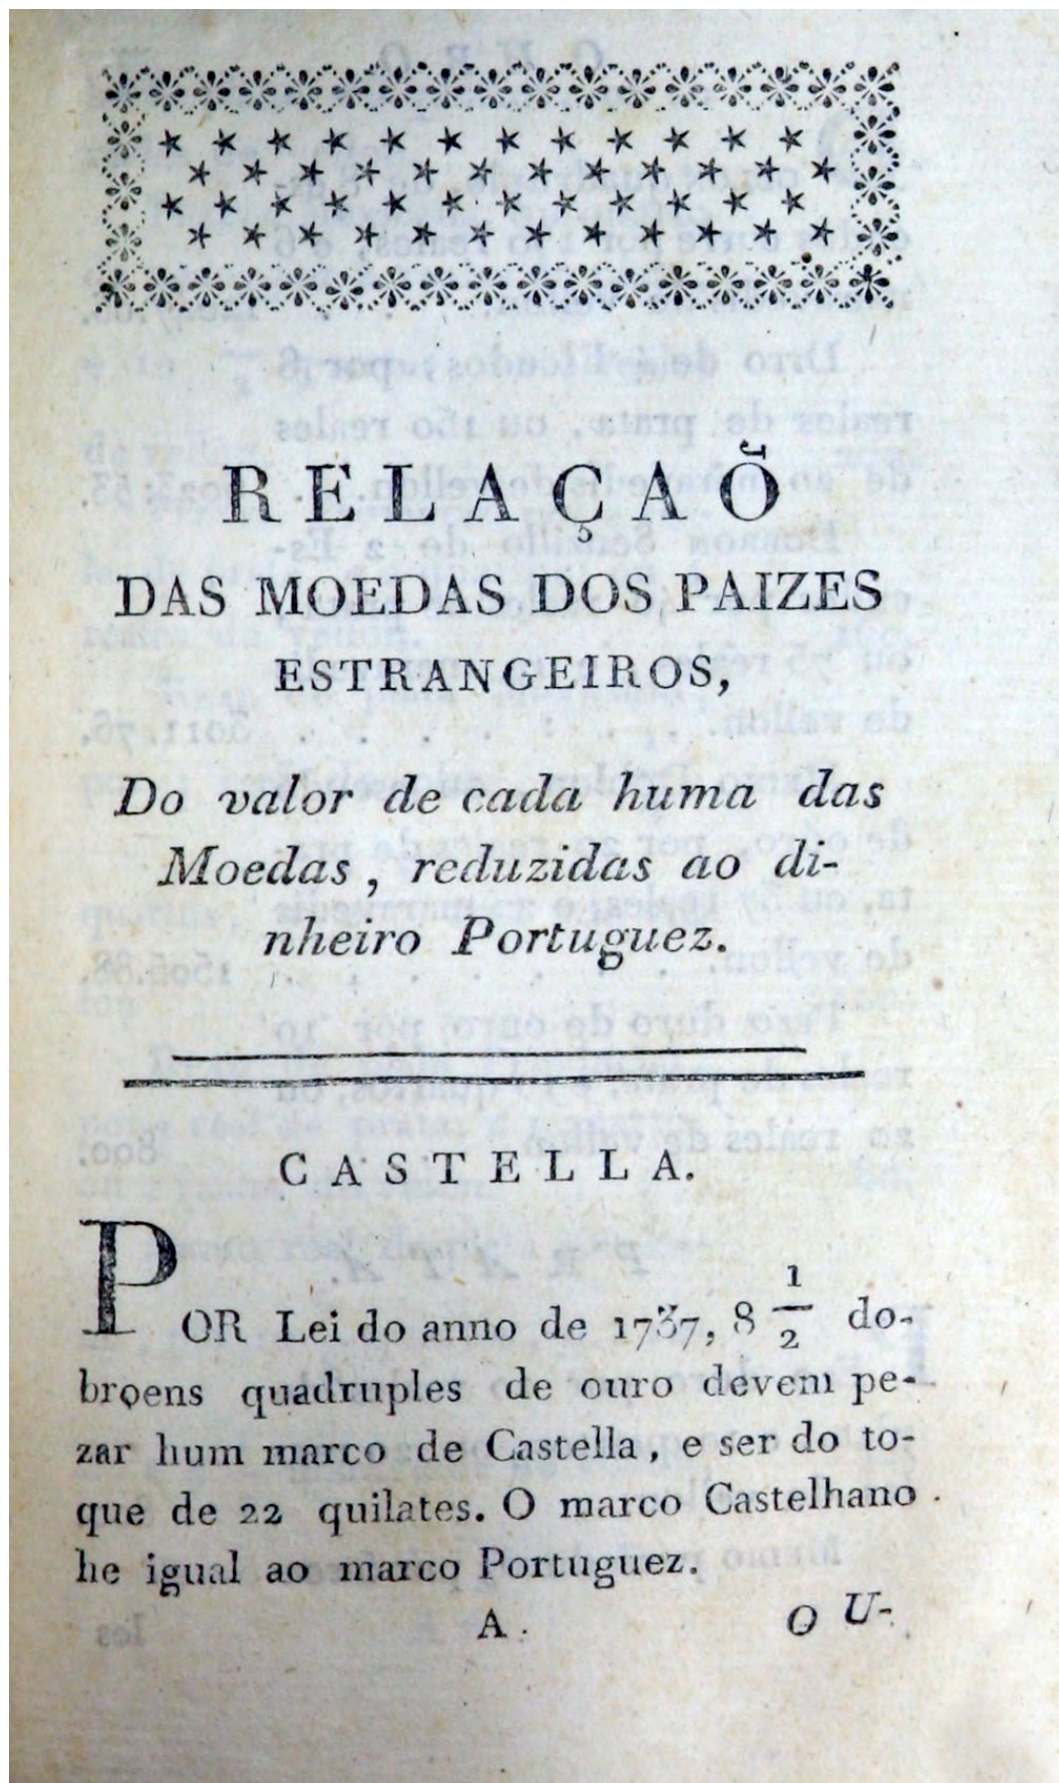 RELAÇAÕ
DAS MOEDAS DOS PAIZES
ESTRANGEIROS,
Do valor de cada huma das
Moedas, reduzidas ao di-
nheiro Portuguez.
CASTELLA.
POR Lei do anno de 1737, 8 1/2 do-
broens quadruples de ouro devem pe-
zar hum marco de Castella, e ser do to-
que de 22 quilates. O marco Castelhano
he igual ao marco Portuguez.
A. OU-